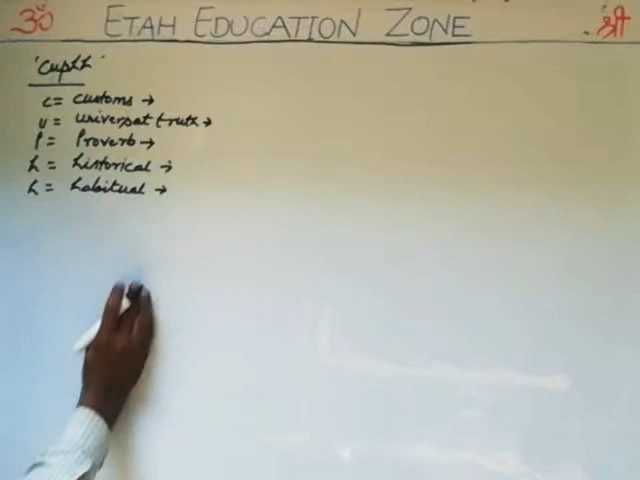 ॐ ETAH EDUCATION ZONE श्री
'Cuphh'
C = Customs →
U = Universal truth →
P = Proverb →
h = historical →
h = habitual →